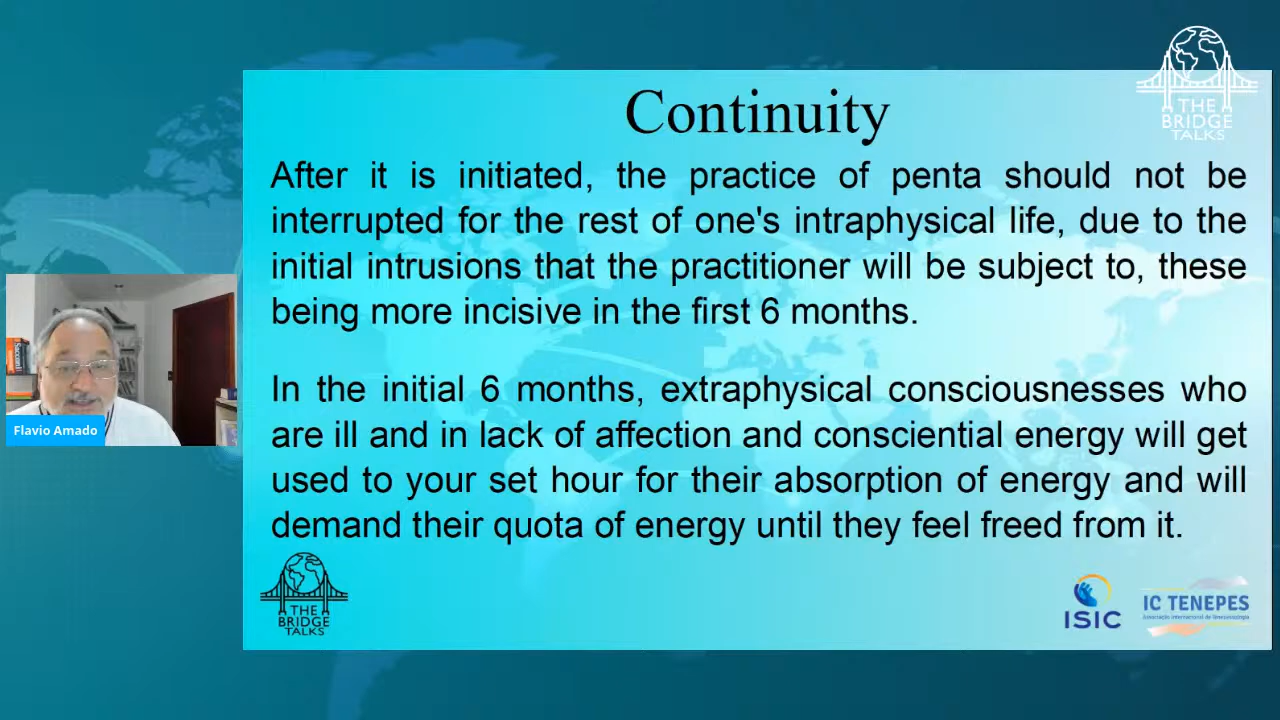 THE
BRIDGE
TALKS
Continuity
After it is initiated, the practice of penta should not be
interrupted for the rest of one's intraphysical life, due to the
initial intrusions that the practitioner will be subject to, these
being more incisive in the first 6 months.
In the initial 6 months, extraphysical consciousnesses who
are ill and in lack of affection and consciential energy will get
used to your set hour for their absorption of energy and will
demand their quota of energy until they feel freed from it.
Flavio Amado
THE
BRIDGE
TALKS
ISIC
IC TENEPES